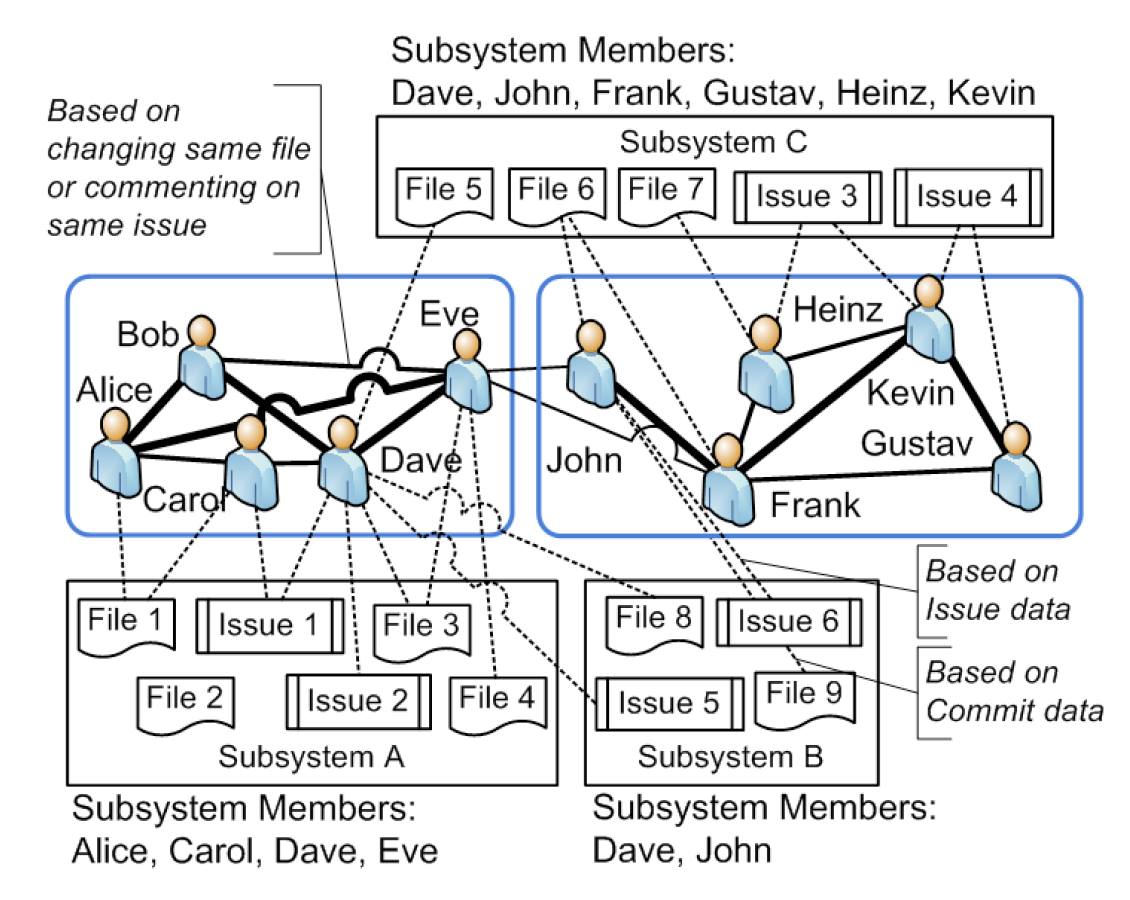 Subsystem Members:
Dave, John, Frank, Gustav, Heinz, Kevin
Based on
changing same file
or commenting on
same issue
Subsystem C
File 5
File 6
File 7
Issue 3
Issue 4
Bob
Eve
Heinz
Alice
Kevin
Carol
Dave
John
Gustav
Frank
Based on
Issue data
File 1
Issue 1
File 3
File 2
Issue 2
File 4
Subsystem A
File 8
Issue 6
Issue 5
File 9
Subsystem B
Based on
Commit data
Subsystem Members:
Alice, Carol, Dave, Eve
Subsystem Members:
Dave, John